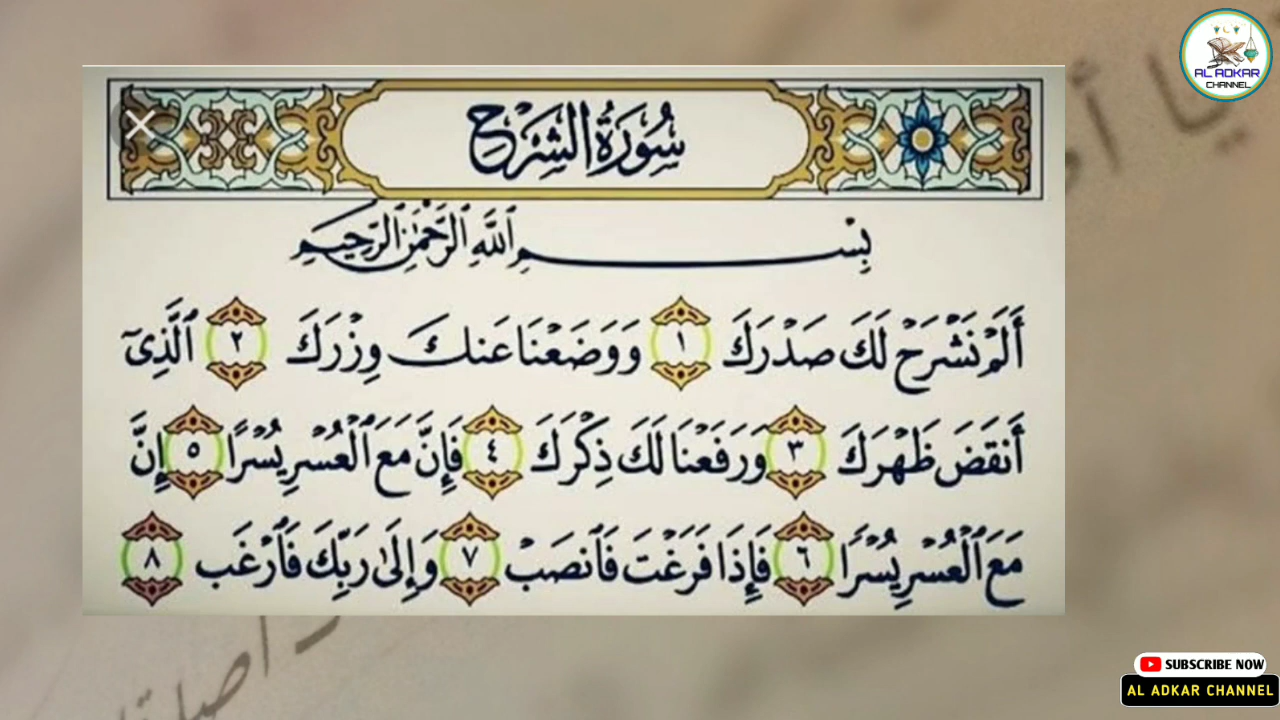 AL ADKAR
CHANNEL
سُورَةُ الشَّرْحِ
بِسْمِ ٱللَّهِ ٱلرَّحْمَٰنِ ٱلرَّحِيمِ
أَلَمْ نَشْرَحْ لَكَ صَدْرَكَ ١ وَوَضَعْنَا عَنكَ وِزْرَكَ ٢ ٱلَّذِىٓ
أَنقَضَ ظَهْرَكَ ٣ وَرَفَعْنَا لَكَ ذِكْرَكَ ٤ فَإِنَّ مَعَ ٱلْعُسْرِ يُسْرًا ٥ إِنَّ
مَعَ ٱلْعُسْرِ يُسْرًا ٦ فَإِذَا فَرَغْتَ فَٱنصَبْ ٧ وَإِلَىٰ رَبِّكَ فَٱرْغَب ٨
SUBSCRIBE NOW
AL ADKAR CHANNEL